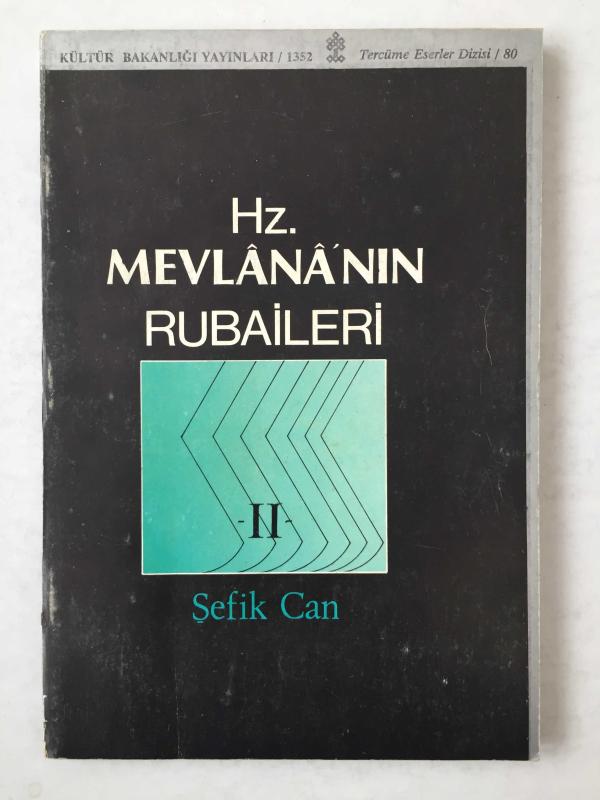 KÜLTÜR BAKANLIĞI YAYINLARI / 1352 Tercüme Eserler Dizisi / 80
Hz.
MEVLÂNÂ'NIN
RUBAİLERİ
-II-
Şefik Can